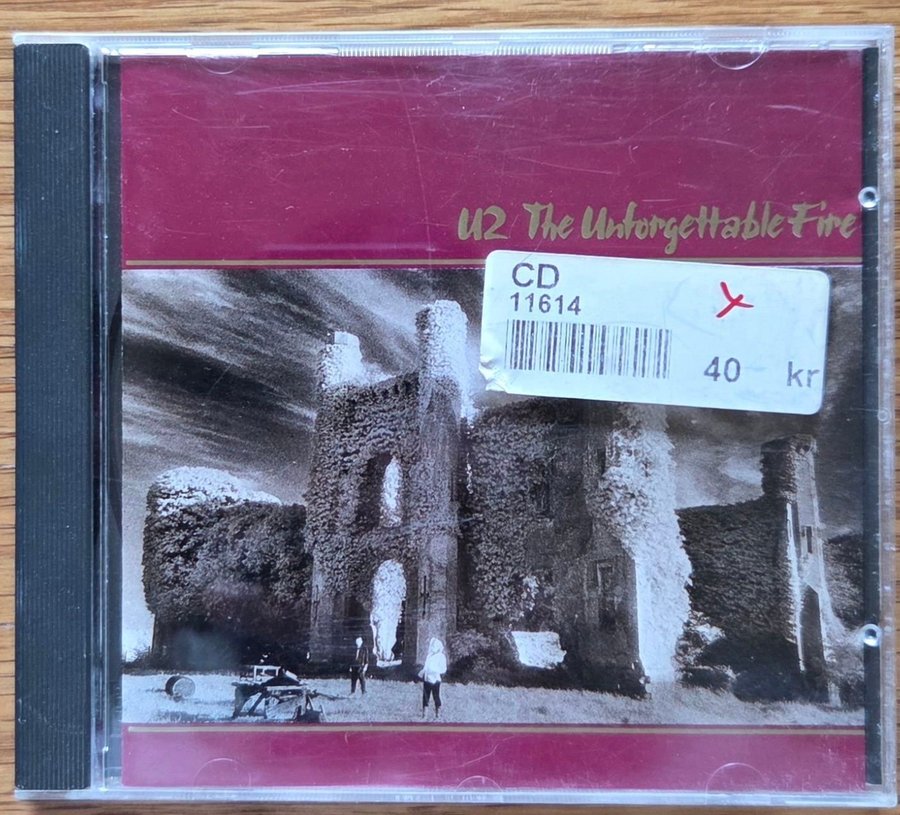 U2 The Unforgettable Fire
CD
11614
40 kr